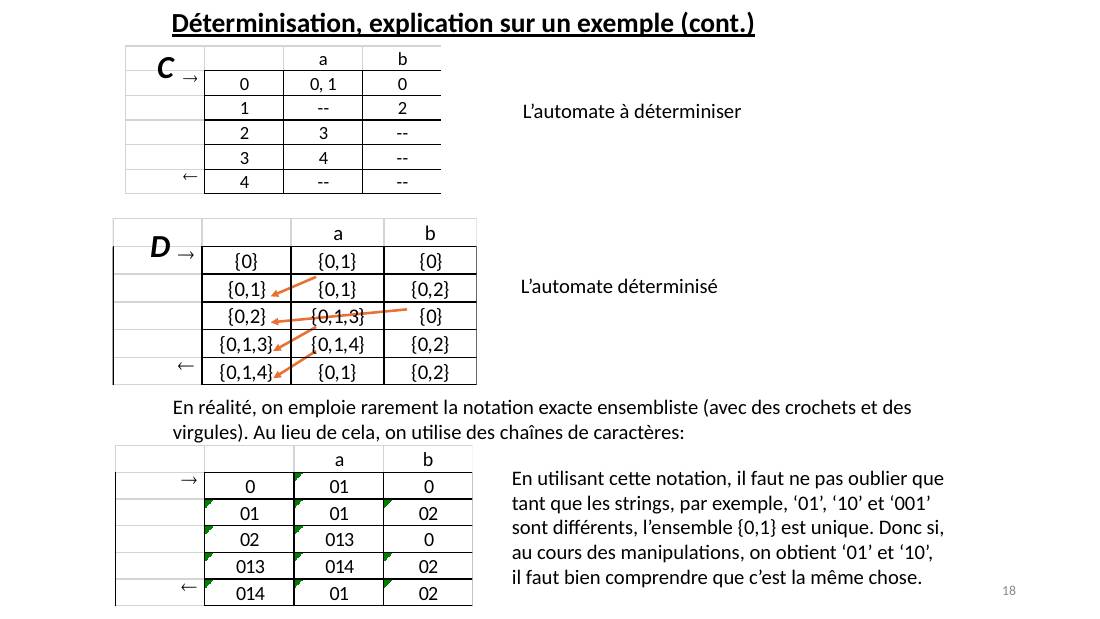 Déterminisation, explication sur un exemple (cont.)
C → a b
0 0, 1 0
1 -- 2
2 3 --
3 4 --
← 4 -- --
L'automate à déterminiser
D → a b
{0} {0,1} {0}
{0,1} {0,1} {0,2}
{0,2} {0,1,3} {0}
{0,1,3} {0,1,4} {0,2}
← {0,1,4} {0,1} {0,2}
L'automate déterminisé
En réalité, on emploie rarement la notation exacte ensembliste (avec des crochets et des
virgules). Au lieu de cela, on utilise des chaînes de caractères:
a b
→ 0 01 0
01 01 02
02 013 0
013 014 02
← 014 01 02
En utilisant cette notation, il faut ne pas oublier que
tant que les strings, par exemple, ‘01’, ‘10’ et ‘001’
sont différents, l’ensemble {0,1} est unique. Donc si,
au cours des manipulations, on obtient ‘01’ et ‘10’,
il faut bien comprendre que c’est la même chose.
18